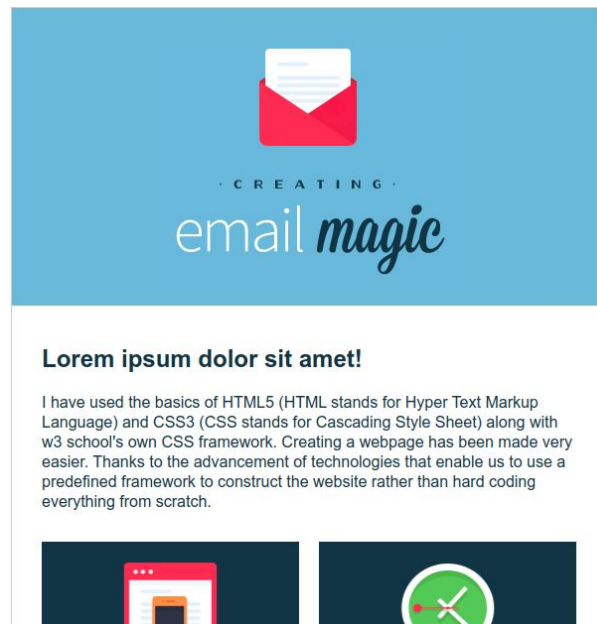 · CREATING ·
email magic
Lorem ipsum dolor sit amet!
I have used the basics of HTML5 (HTML stands for Hyper Text Markup
Language) and CSS3 (CSS stands for Cascading Style Sheet) along with
w3 school's own CSS framework. Creating a webpage has been made very
easier. Thanks to the advancement of technologies that enable us to use a
predefined framework to construct the website rather than hard coding
everything from scratch.